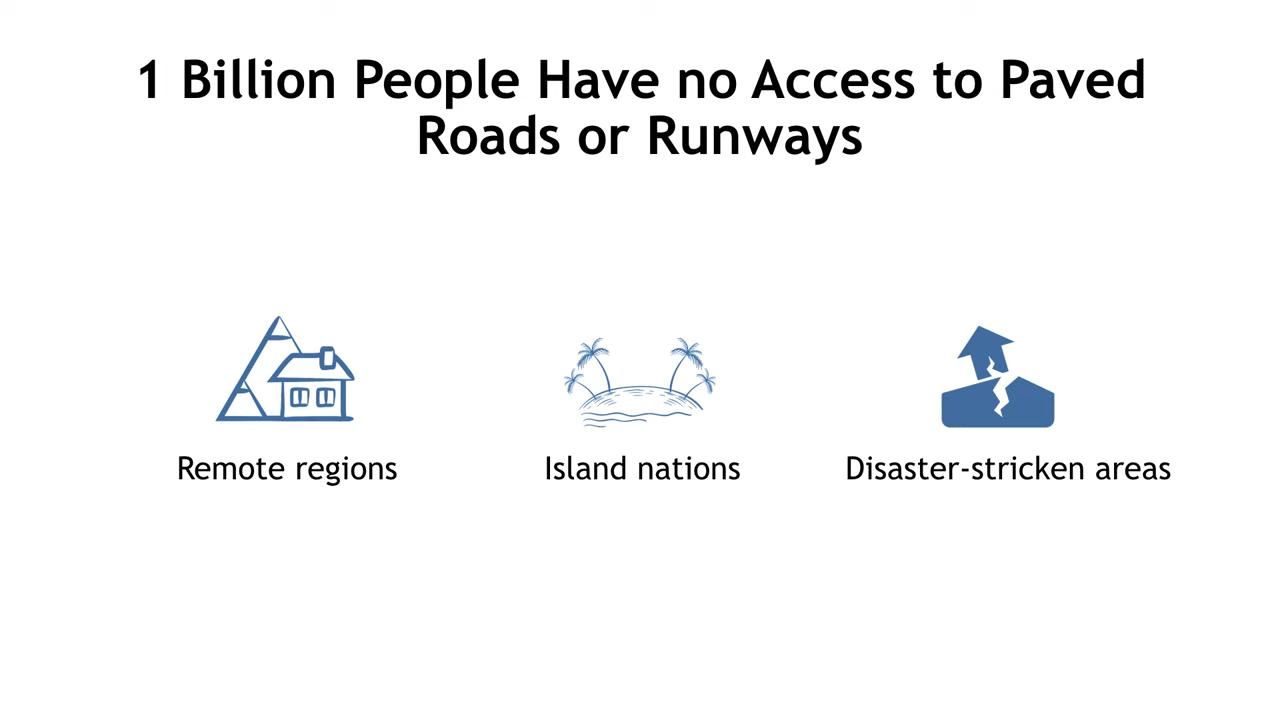 1 Billion People Have no Access to Paved
Roads or Runways
Remote regions
Island nations
Disaster-stricken areas